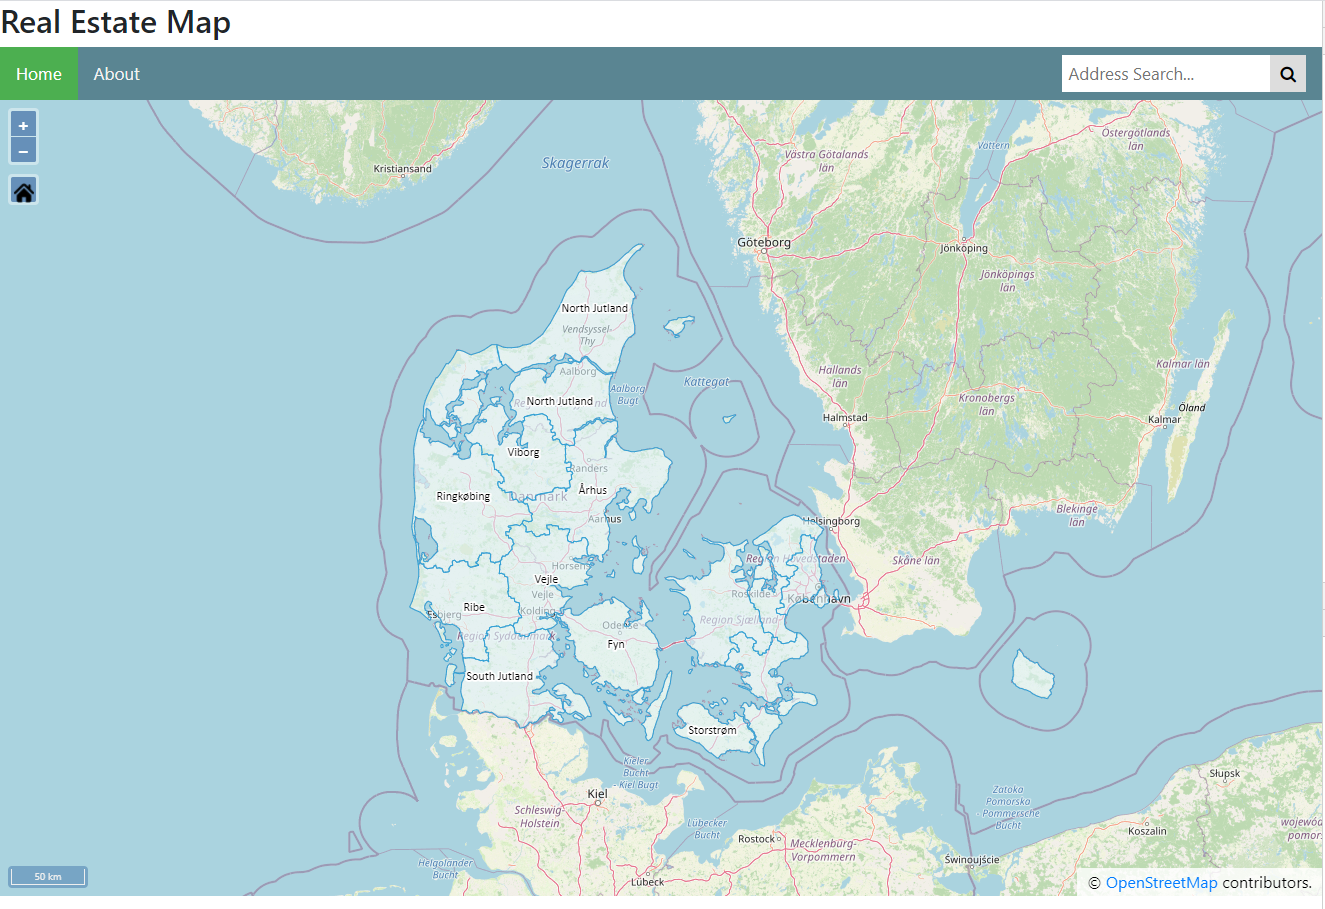 Real Estate Map
Home
About
Address Search...
+
−
Kristiansand
Skagerrak
Västra Götalands
län
Vättern
Östergötlands
län
Göteborg
Jönköping
Jönköpings
län
North Jutland
Vendsyssel-
Thy
Aalborg
Aalborg
Bugt
Kattegat
Hallands
län
Kalmar län
Kronobergs
län
Halmstad
Öland
Kalmar
North Jutland
Viborg
Randers
Århus
Ringkøbing
Danmark
Aarhus
Helsingborg
Blekinge
län
Skåne län
Region Hovedstaden
Horsens
Vejle
Vejle
Roskilde
København
Kolding
Ribe
Esbjerg
Odense
Region Sjælland
Region Syddanmark
Fyn
South Jutland
Storstrøm
Kieler
Bucht
- Kiel Bugt
Kiel
Schleswig-
Holstein
Lübecker
Bucht
Rostock
Mecklenburg-
Vorpommern
Zatoka
Pomorska
- Pommersche
Bucht
Słupsk
Koszalin
województwo
pomor
Świnoujście
Helgoländer
Bucht
Lübeck
50 km
© OpenStreetMap contributors.